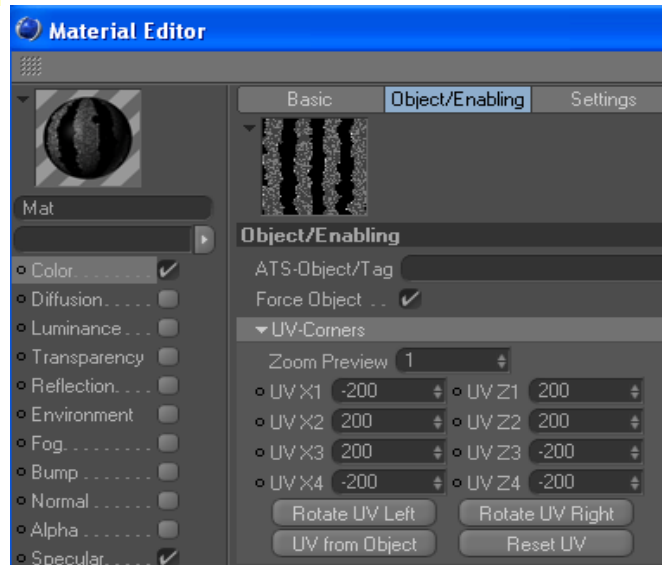 Material Editor
Basic Object/Enabling Settings
Mat
Object/Enabling
ATS-Object/Tag
Force Object . .
UV-Corners
Zoom Preview 1
UV X1 -200 UV Z1 200
UV X2 200 UV Z2 200
UV X3 200 UV Z3 -200
UV X4 -200 UV Z4 -200
Rotate UV Left Rotate UV Right
UV from Object Reset UV
Color. . . . . . . .
Diffusion. . . . .
Luminance. . . .
Transparency
Reflection. . . .
Environment
Fog. . . . . . . . .
Bump . . . . . . .
Normal . . . . . .
Alpha . . . . . . .
Specular. . . . .